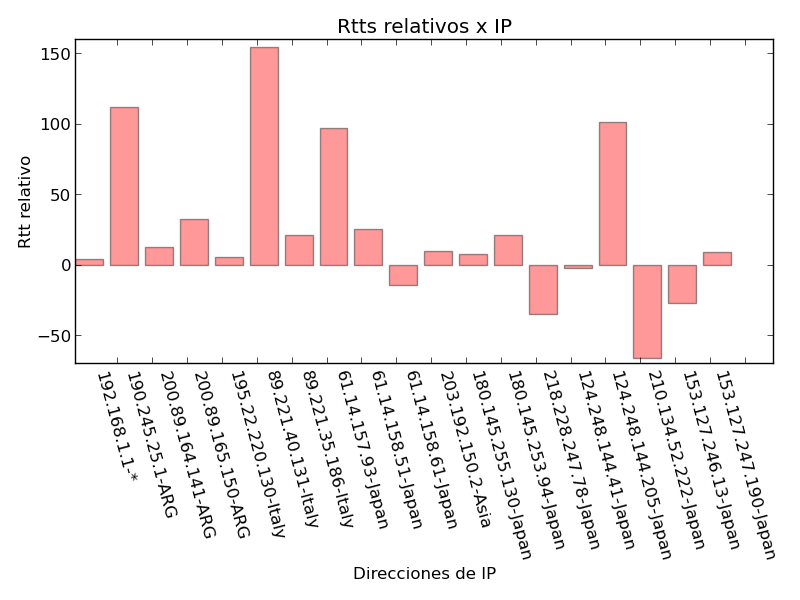 Rtts relativos x IP
Rtt relativo
150
100
50
0
−50
192.168.1.1-*
190.245.25.1-ARG
200.89.164.141-ARG
200.89.165.150-ARG
195.22.220.130-Italy
89.221.40.131-Italy
89.221.35.186-Italy
61.14.157.93-Japan
61.14.158.51-Japan
61.14.158.61-Japan
203.192.150.2-Asia
180.145.255.130-Japan
180.145.253.94-Japan
218.228.247.78-Japan
124.248.144.41-Japan
124.248.144.205-Japan
210.134.52.222-Japan
153.127.246.13-Japan
153.127.247.190-Japan
Direcciones de IP